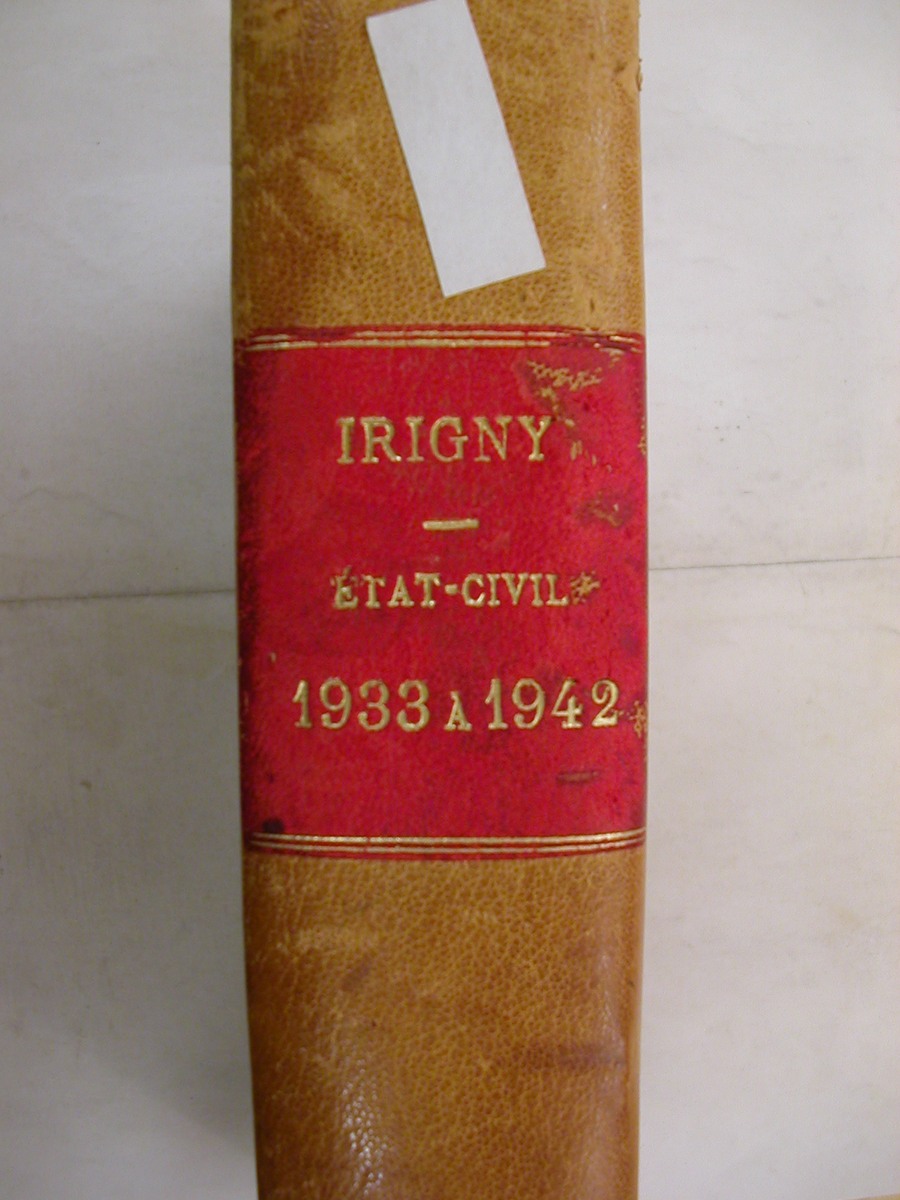 IRIGNY
ÉTAT-CIVIL
1933 A 1942